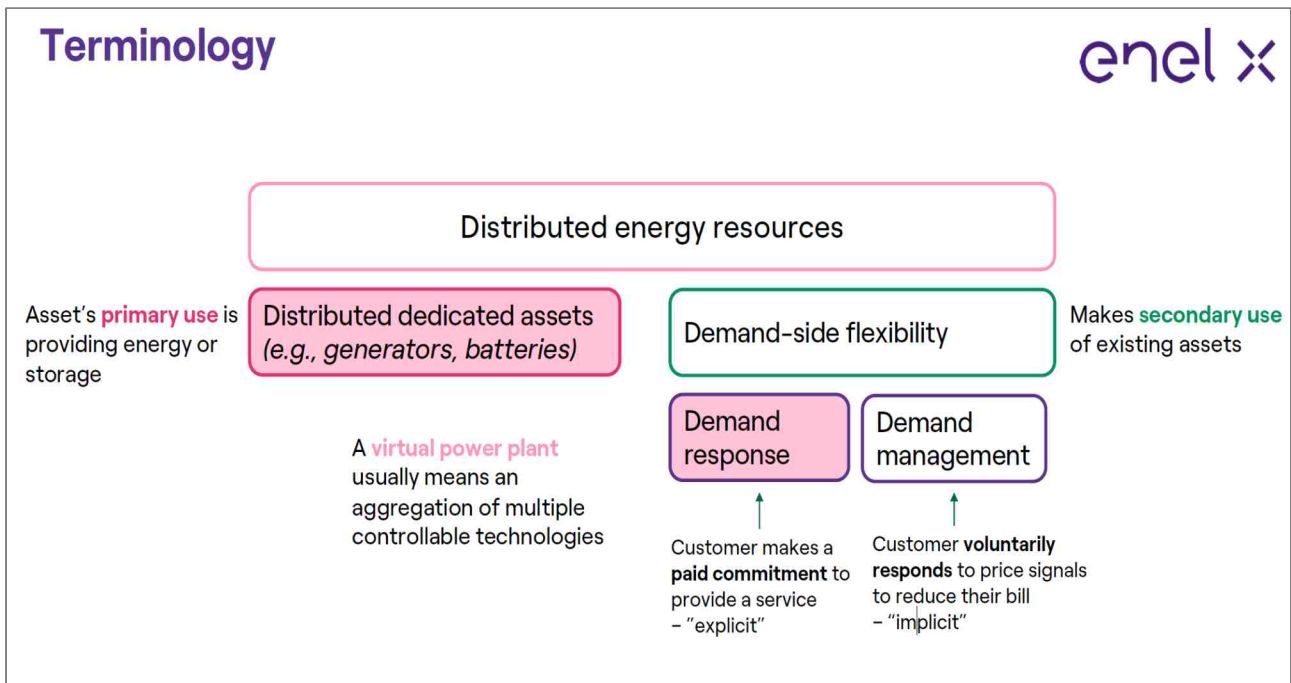 Terminology
enel x
Distributed energy resources
Asset's primary use is
providing energy or
storage
Distributed dedicated assets
(e.g., generators, batteries)
Demand-side flexibility
Makes secondary use
of existing assets
A virtual power plant
usually means an
aggregation of multiple
controllable technologies
Demand
response
Demand
management
Customer makes a
paid commitment to
provide a service
– "explicit"
Customer voluntarily
responds to price signals
to reduce their bill
– "implicit"